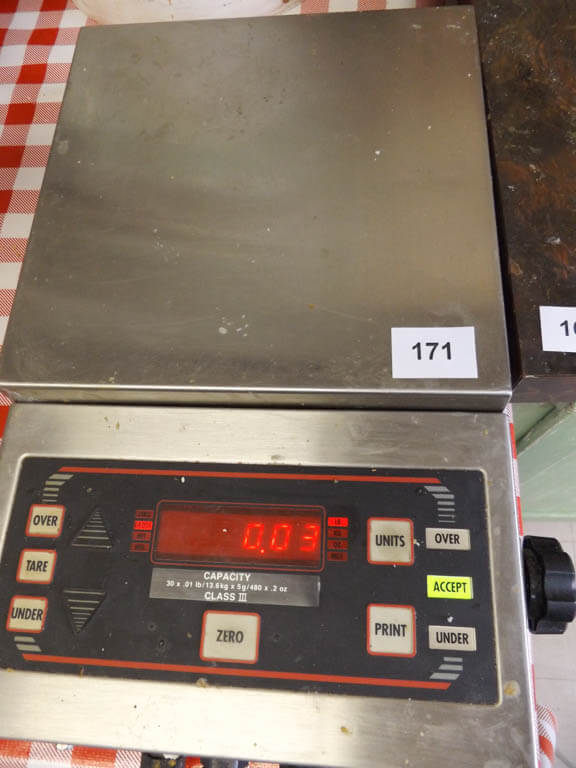 171
OVER
TARE
UNDER
0.03
LB
CAPACITY
30 x .01 lb/13.6kg x 5g/480 x .2 oz
CLASS III
ZERO
UNITS
PRINT
OVER
ACCEPT
UNDER